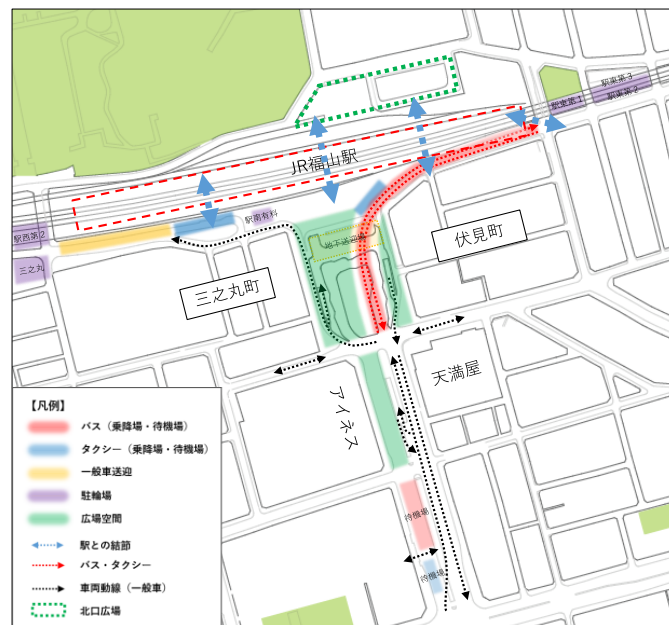 駅東第3
駅東第1
駅東第2
JR福山駅
駅南有料
駅西第2
三之丸
地下送迎場
伏見町
三之丸町
天満屋
アイネス
待機場
待機場
【凡例】
バス（乗降場・待機場）
タクシー（乗降場・待機場）
一般車送迎
駐輪場
広場空間
駅との結節
バス・タクシー
車両動線（一般車）
北口広場